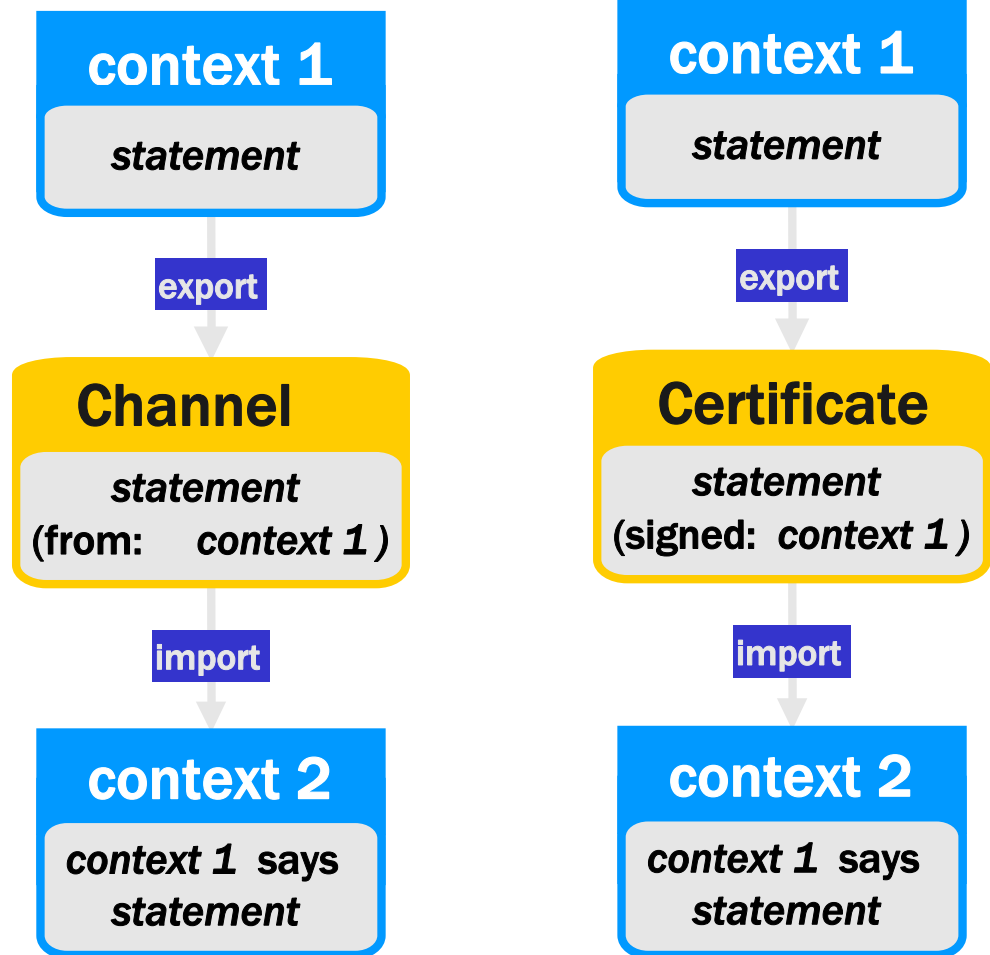 context 1
statement
export
Channel
statement
(from: context 1 )
import
context 2
context 1 says
statement
context 1
statement
export
Certificate
statement
(signed: context 1 )
import
context 2
context 1 says
statement